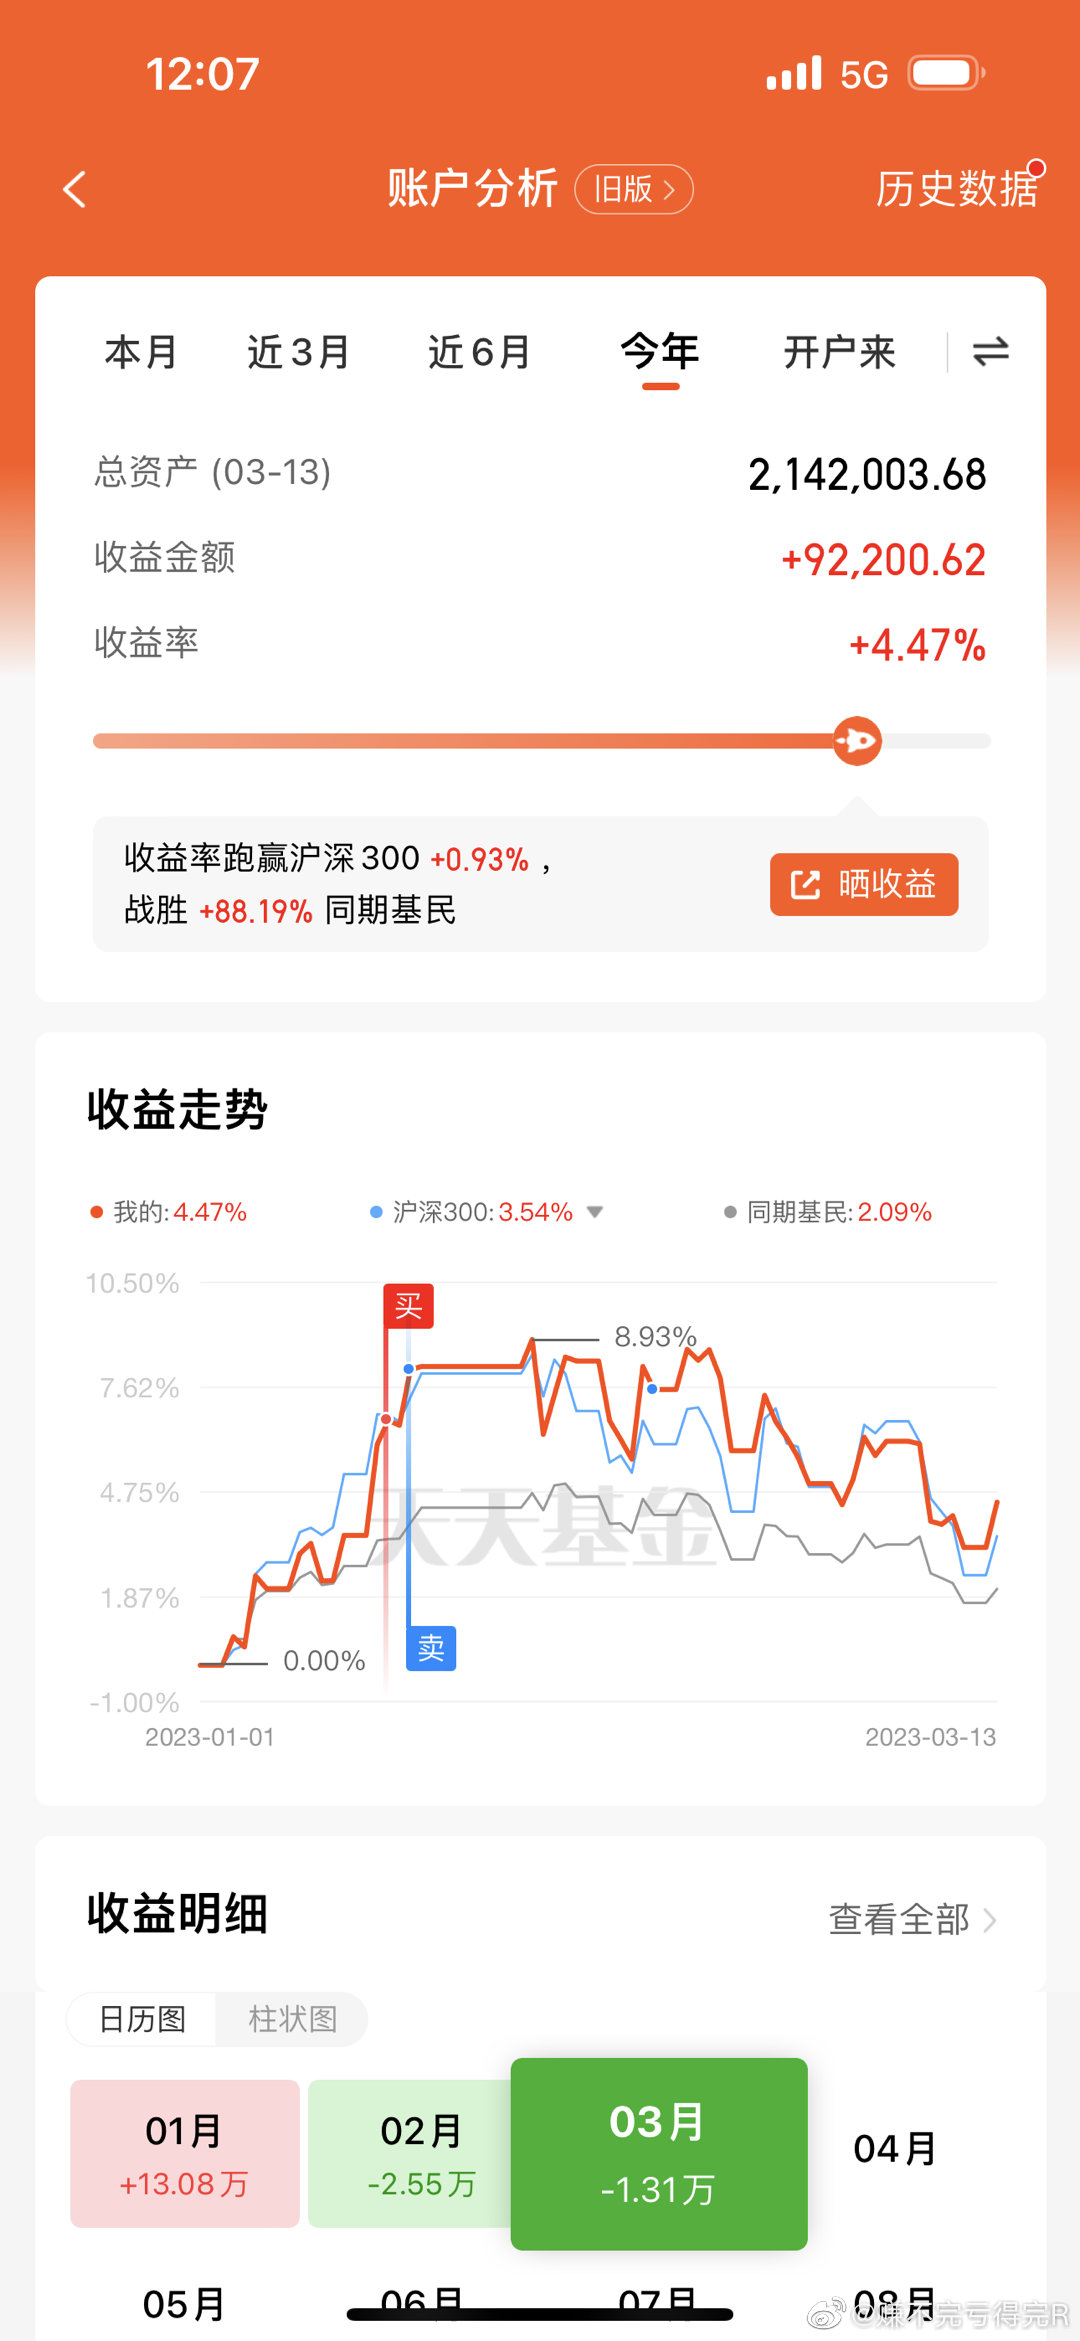 12:07 5G
账户分析 旧版 历史数据
本月 近3月 近6月 今年 开户来
总资产 (03-13) 2,142,003.68
收益金额 +92,200.62
收益率 +4.47%
收益率跑赢沪深300 +0.93% ，
战胜 +88.19% 同期基民
晒收益
收益走势
我的:4.47% 沪深300:3.54% 同期基民:2.09%
10.50%
买
8.93%
7.62%
4.75%
天天基金
1.87%
卖
0.00%
-1.00%
2023-01-01 2023-03-13
收益明细 查看全部
日历图 柱状图
01月 02月 03月 04月
+13.08万 -2.55万 -1.31万
05月 06月 07月 08月
@赚不完亏得完R